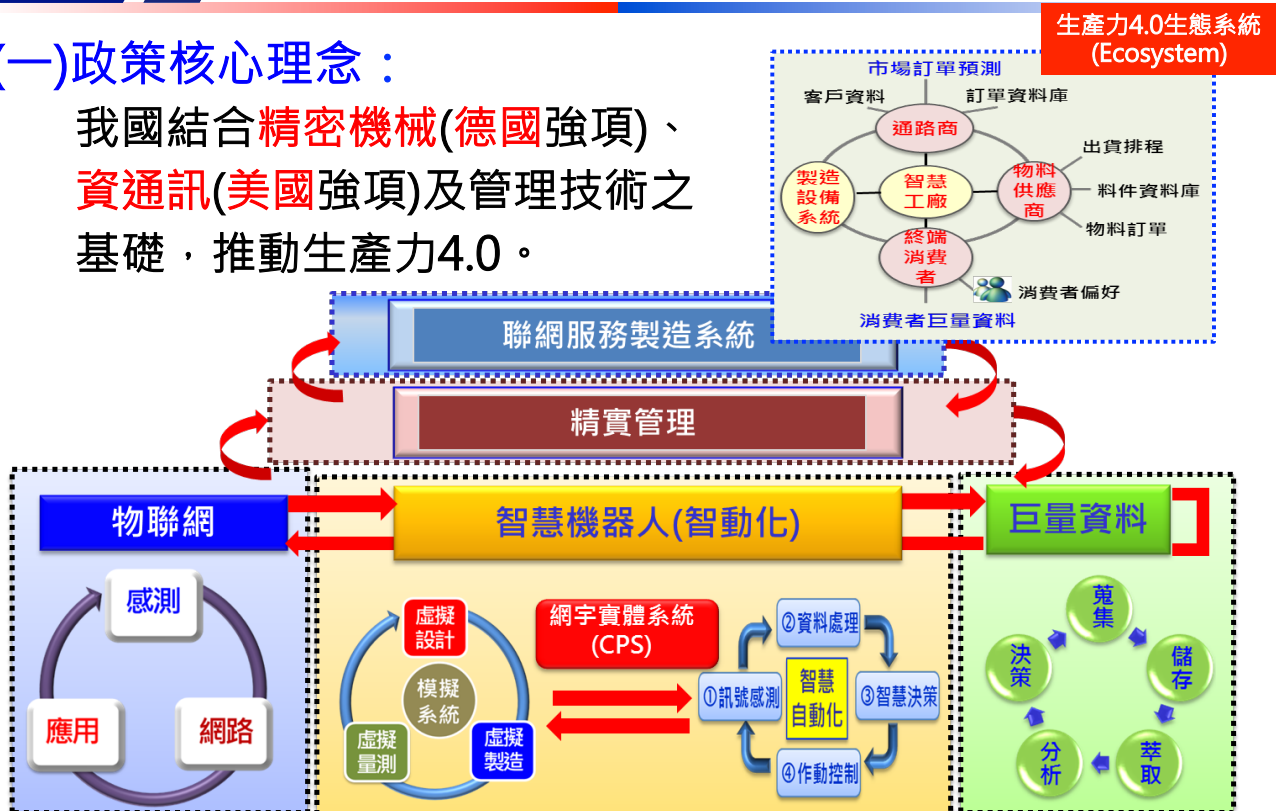 生產力4.0生態系統
(Ecosystem)
(一)政策核心理念：
我國結合精密機械(德國強項)、
資通訊(美國強項)及管理技術之
基礎，推動生產力4.0。
市場訂單預測
客戶資料
訂單資料庫
通路商
出貨排程
製造
設備
系統
智慧
工廠
物料
供應
商
料件資料庫
物料訂單
終端
消費
者
消費者偏好
消費者巨量資料
聯網服務製造系統
精實管理
物聯網
智慧機器人(智動化)
巨量資料
感測
應用
網路
虛擬
設計
模擬
系統
虛擬
量測
虛擬
製造
網宇實體系統
(CPS)
②資料處理
①訊號感測
智慧
自動化
③智慧決策
④作動控制
蒐
集
決
策
儲
存
分
析
萃
取